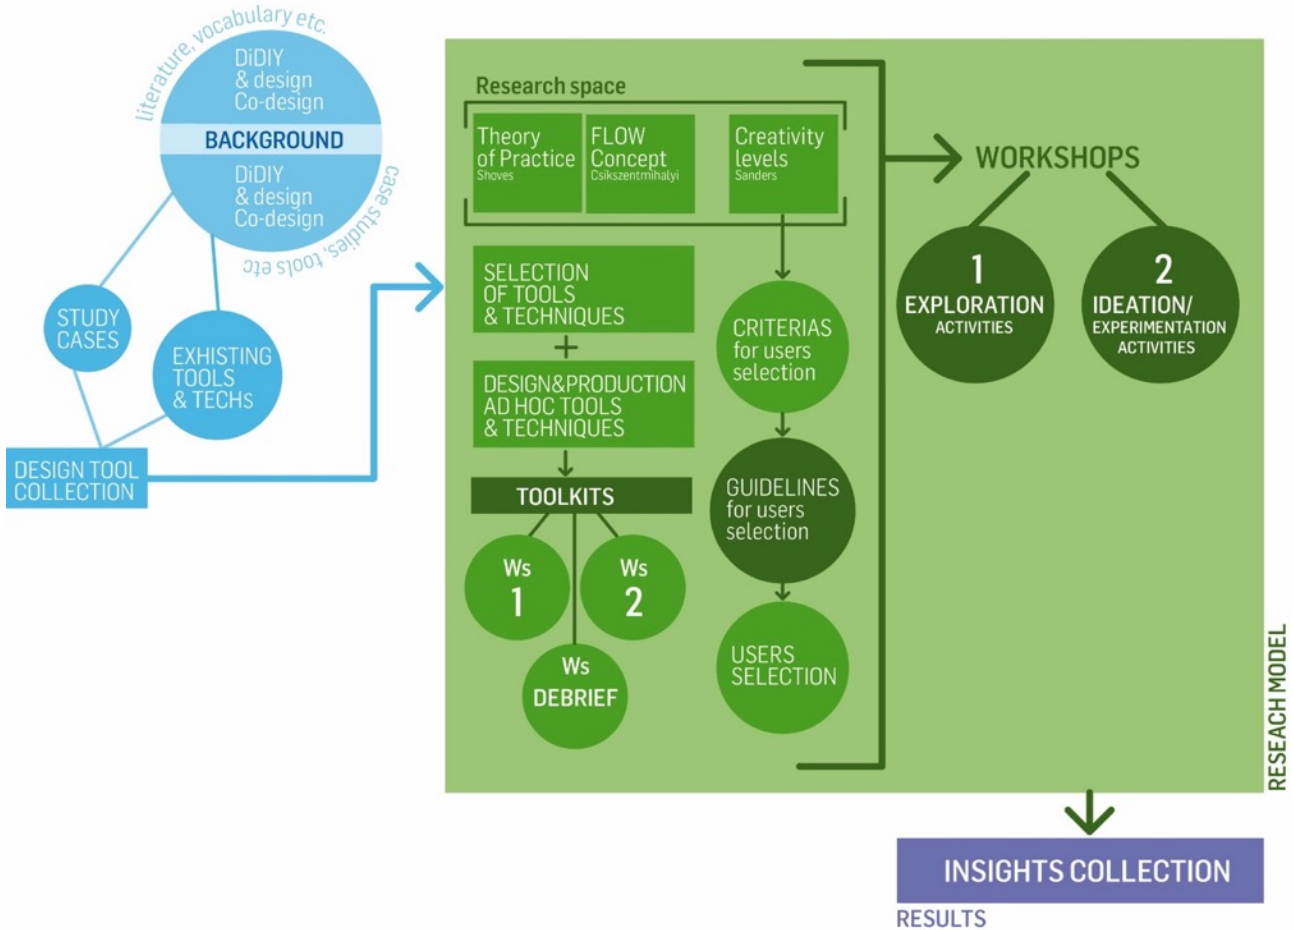 literature, vocabulary etc.
DiDIY
& design
Co-design
BACKGROUND
DiDIY
& design
Co-design
case studies, tools etc
STUDY
CASES
EXHISTING
TOOLS
& TECHs
DESIGN TOOL
COLLECTION
Research space
Theory
of Practice
Shoves
FLOW
Concept
Csikszentmihalyi
Creativity
levels
Sanders
SELECTION
OF TOOLS
& TECHNIQUES
+
DESIGN&PRODUCTION
AD HOC TOOLS
& TECHNIQUES
TOOLKITS
Ws
1
Ws
2
Ws
DEBRIEF
CRITERIAS
for users
selection
GUIDELINES
for users
selection
USERS
SELECTION
WORKSHOPS
1
EXPLORATION
ACTIVITIES
2
IDEATION/
EXPERIMENTATION
ACTIVITIES
RESEACH MODEL
INSIGHTS COLLECTION
RESULTS